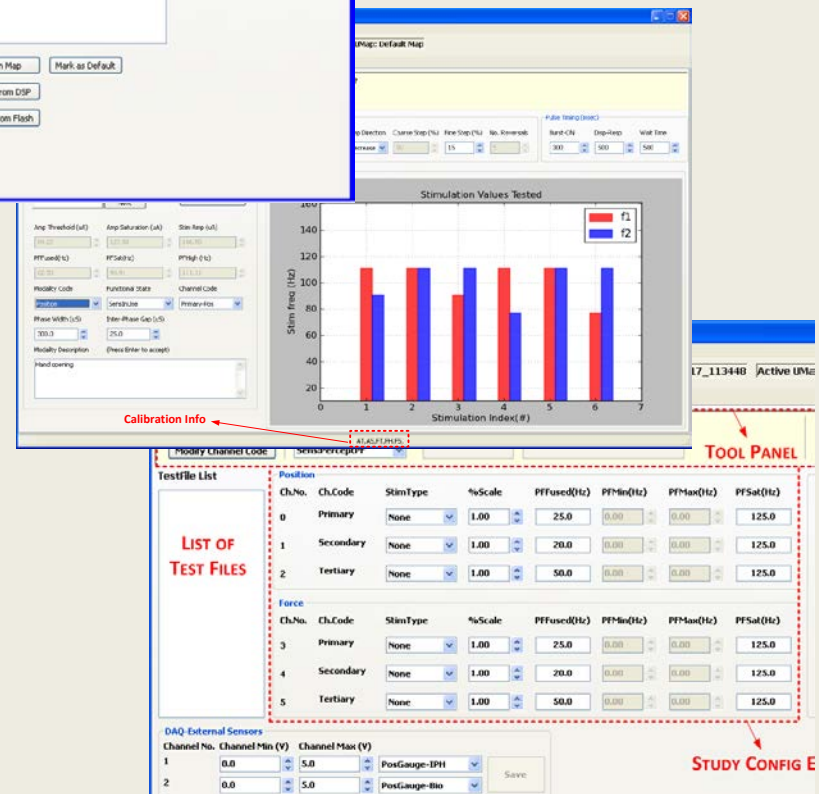 Map
Mark as Default
rom DSP
rom Flash
UMap: Default Map
Pulse Timing (msec)
Coarse Step (%) Fine Step (%) No. Reversals
Burst-ON Wait Time
15
300 500 500
Stimulation Values Tested
f1
f2
Stim freq (Hz)
160
140
120
100
80
60
40
20
0 1 2 3 4 5 6 7
Stimulation Index(#)
Amp Threshold (uA) Amp Saturation (uA) Stim Amp (uA)
PFFused(Hz) PFSat(Hz) PFHigh (Hz)
Modality Code Functional State Channel Code
Position SensInUse Primary-Pos
Phase Width (uS) Inter-Phase Gap (uS)
300.0 25.0
Modality Description (Press Enter to accept)
Hand opening
Calibration Info
17_113448 Active UMa
TOOL PANEL
Modify Channel Code
SensPerceptPF
TestFile List
LIST OF
TEST FILES
Position
Ch.No. Ch.Code StimType %Scale PFFused(Hz) PFMin(Hz) PFMax(Hz) PFSat(Hz)
0 Primary None 1.00 25.0 0.00 0.00 125.0
1 Secondary None 1.00 20.0 0.00 0.00 125.0
2 Tertiary None 1.00 50.0 0.00 0.00 125.0
Force
Ch.No. Ch.Code StimType %Scale PFFused(Hz) PFMin(Hz) PFMax(Hz) PFSat(Hz)
3 Primary None 1.00 25.0 0.00 0.00 125.0
4 Secondary None 1.00 20.0 0.00 0.00 125.0
5 Tertiary None 1.00 50.0 0.00 0.00 125.0
STUDY CONFIG E
DAQ-External Sensors
Channel No. Channel Min (V) Channel Max (V)
1 0.0 5.0 PosGauge-IPH
Save
2 0.0 5.0 PosGauge-Bio